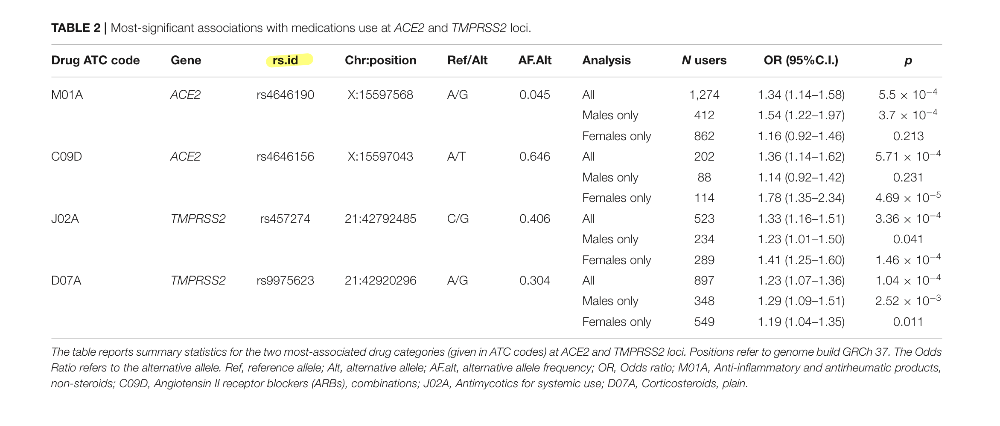 TABLE 2 | Most-significant associations with medications use at ACE2 and TMPRSS2 loci.
Drug ATC code Gene rs.id Chr:position Ref/Alt AF.Alt Analysis N users OR (95%C.I.) p
M01A ACE2 rs4646190 X:15597568 A/G 0.045 All 1,274 1.34 (1.14–1.58) 5.5 × 10⁻⁴
Males only 412 1.54 (1.22–1.97) 3.7 × 10⁻⁴
Females only 862 1.16 (0.92–1.46) 0.213
C09D ACE2 rs4646156 X:15597043 A/T 0.646 All 202 1.36 (1.14–1.62) 5.71 × 10⁻⁴
Males only 88 1.14 (0.92–1.42) 0.231
Females only 114 1.78 (1.35–2.34) 4.69 × 10⁻⁵
J02A TMPRSS2 rs457274 21:42792485 C/G 0.406 All 523 1.33 (1.16–1.51) 3.36 × 10⁻⁴
Males only 234 1.23 (1.01–1.50) 0.041
Females only 289 1.41 (1.25–1.60) 1.46 × 10⁻⁴
D07A TMPRSS2 rs9975623 21:42920296 A/G 0.304 All 897 1.23 (1.07–1.36) 1.04 × 10⁻⁴
Males only 348 1.29 (1.09–1.51) 2.52 × 10⁻³
Females only 549 1.19 (1.04–1.35) 0.011
The table reports summary statistics for the two most-associated drug categories (given in ATC codes) at ACE2 and TMPRSS2 loci. Positions refer to genome build GRCh 37. The Odds
Ratio refers to the alternative allele. Ref, reference allele; Alt, alternative allele; AF.alt, alternative allele frequency; OR, Odds ratio; M01A, Anti-inflammatory and antirheumatic products,
non-steroids; C09D, Angiotensin II receptor blockers (ARBs), combinations; J02A, Antimycotics for systemic use; D07A, Corticosteroids, plain.